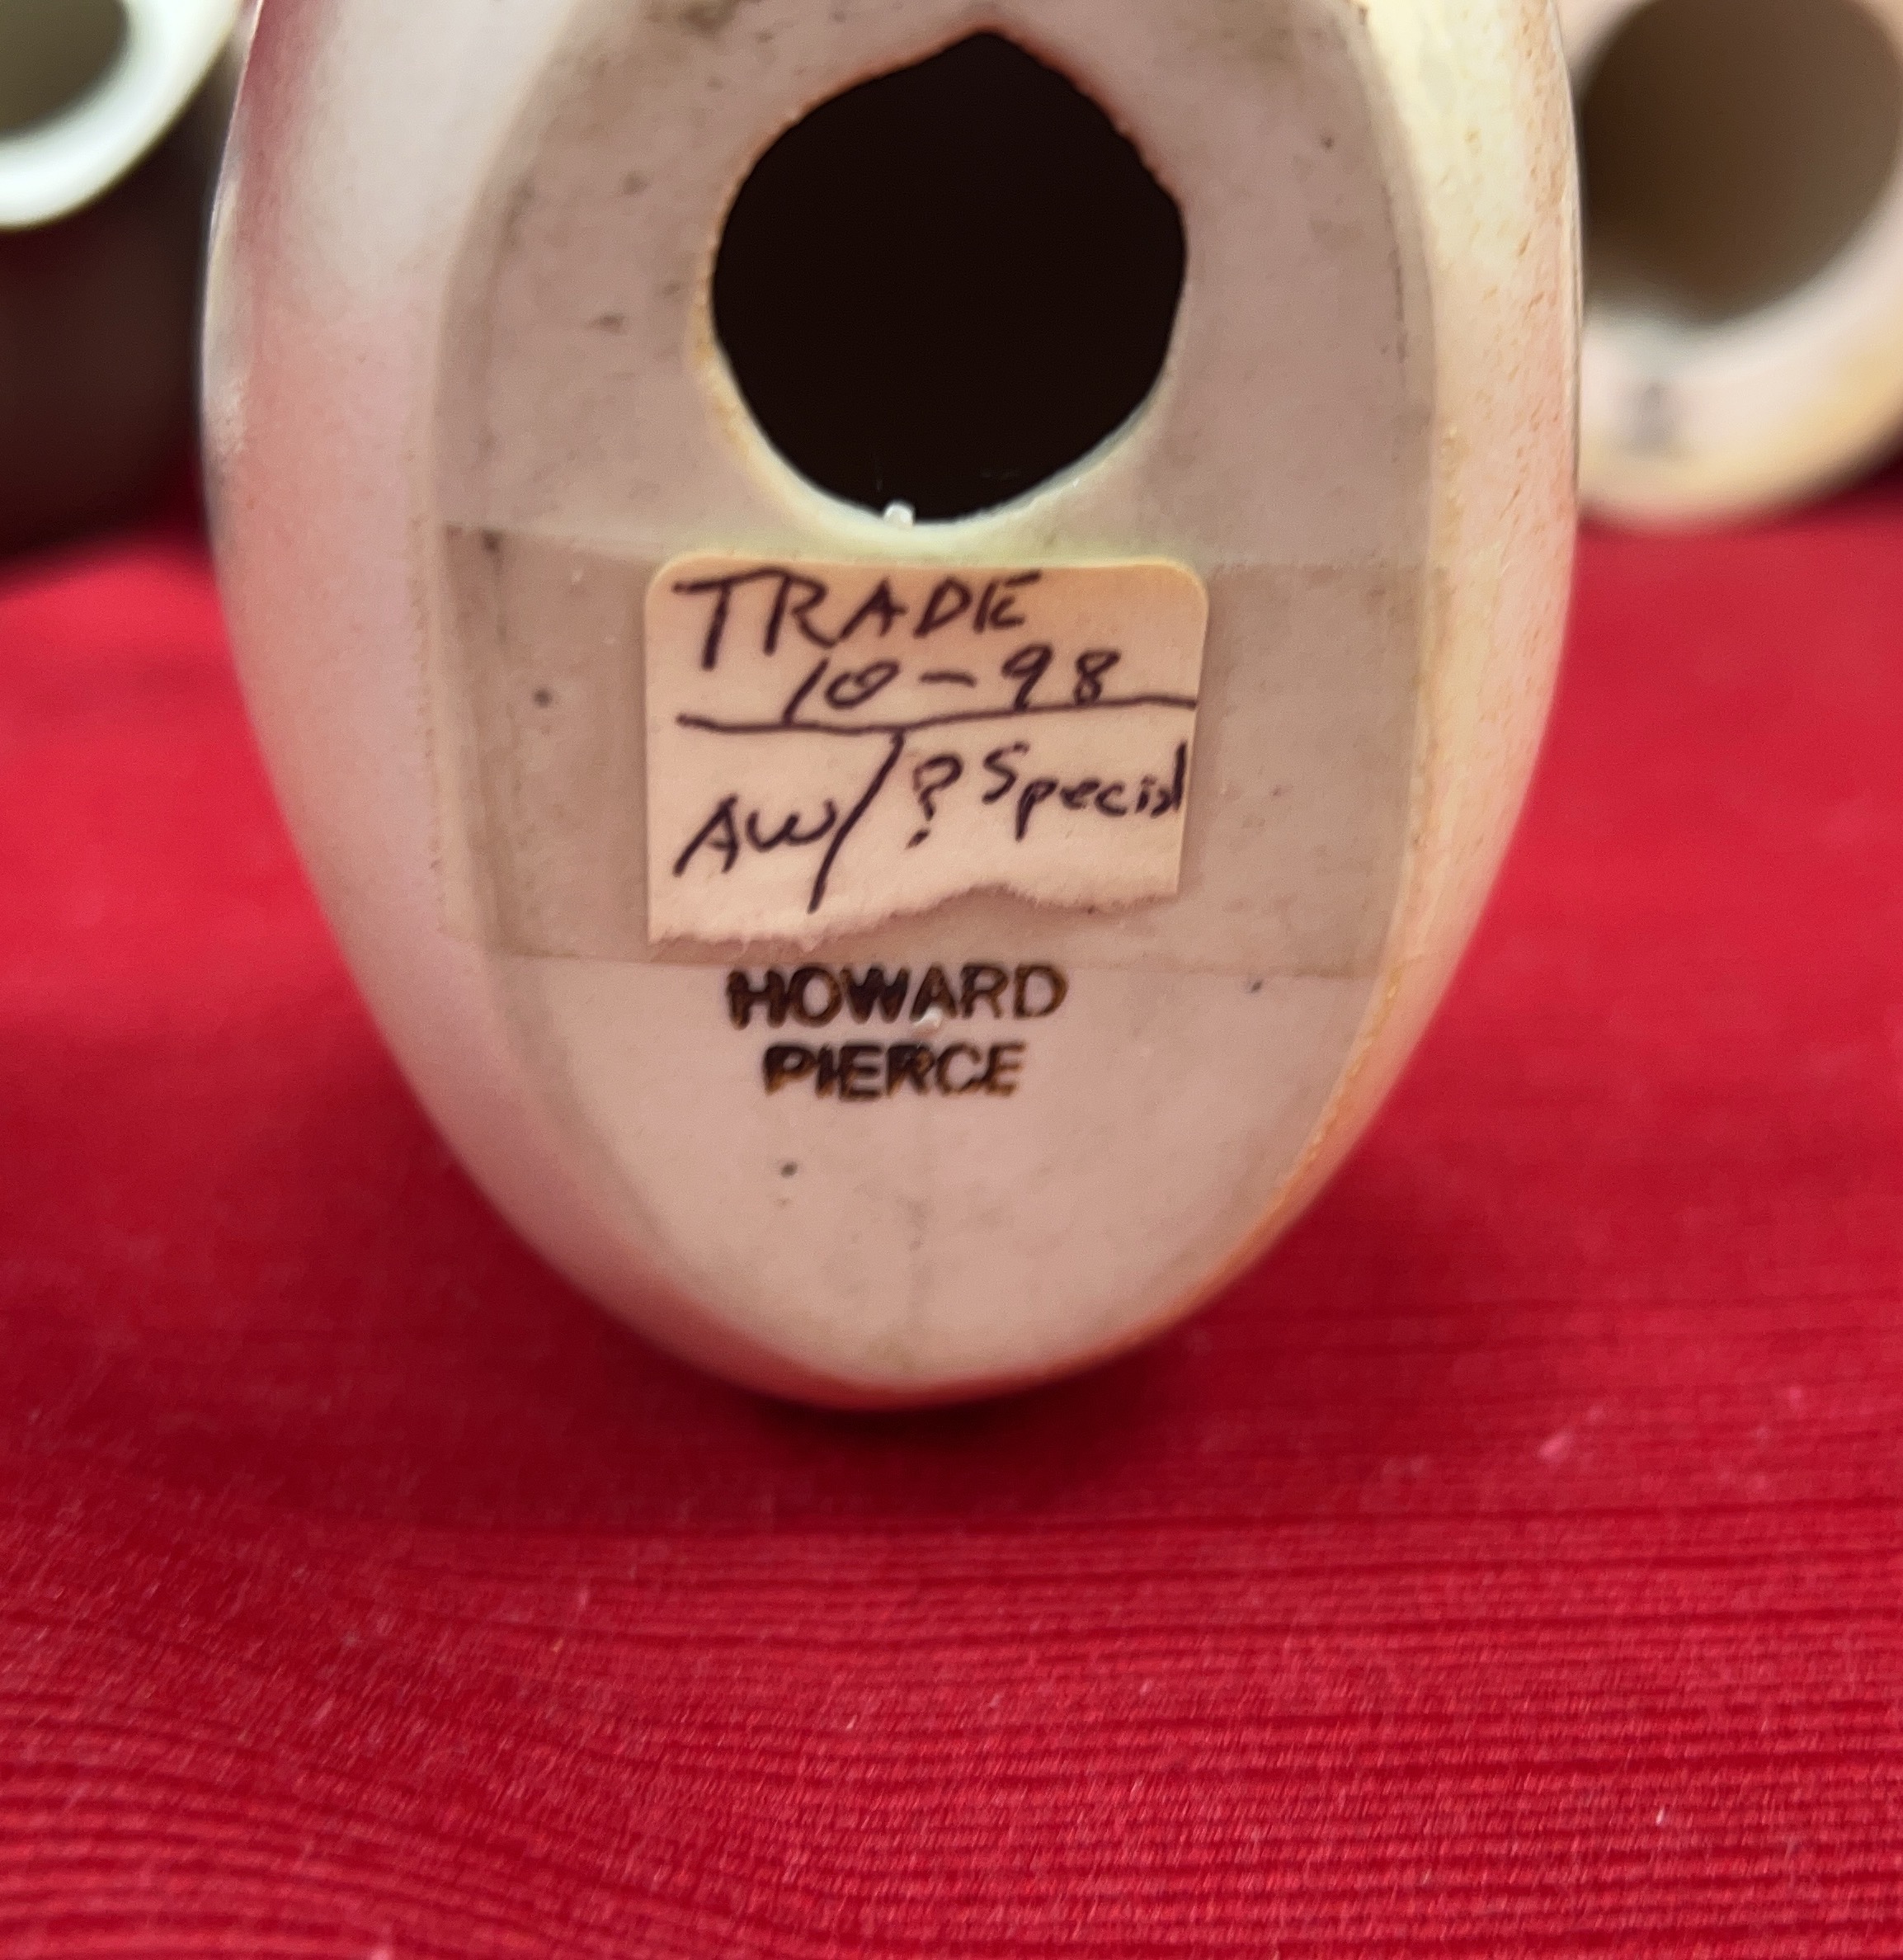 TRADE
10-98
AW/?Special
HOWARD
PIERCE